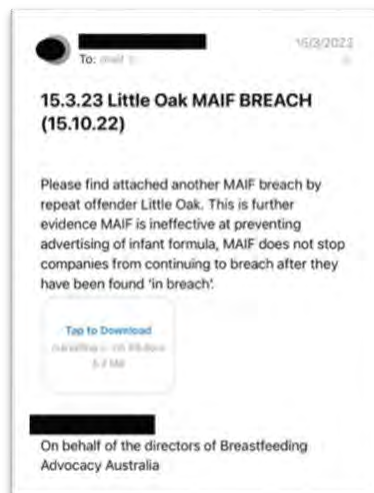 15/3/2023
To:
15.3.23 Little Oak MAIF BREACH
(15.10.22)
Please find attached another MAIF breach by
repeat offender Little Oak. This is further
evidence MAIF is ineffective at preventing
advertising of infant formula, MAIF does not stop
companies from continuing to breach after they
have been found 'in breach'.
Tap to Download
On behalf of the directors of Breastfeeding
Advocacy Australia